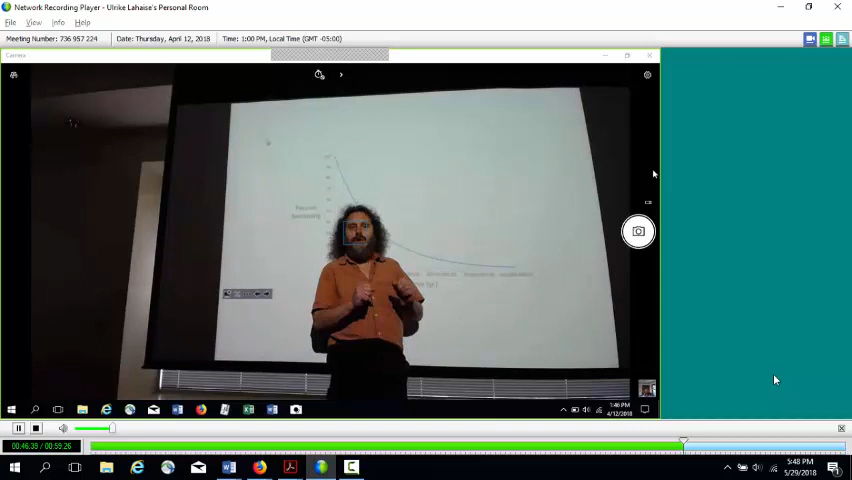 Network Recording Player - Ulrike Lahaise's Personal Room
File View Info Help
Meeting Number: 736 957 224 Date: Thursday, April 12, 2018 Time: 1:00 PM, Local Time (GMT -05:00)
Camera
Percent
Remaining
1:46 PM
4/12/2018
00:46:39 / 00:59:26
5:48 PM
5/29/2018